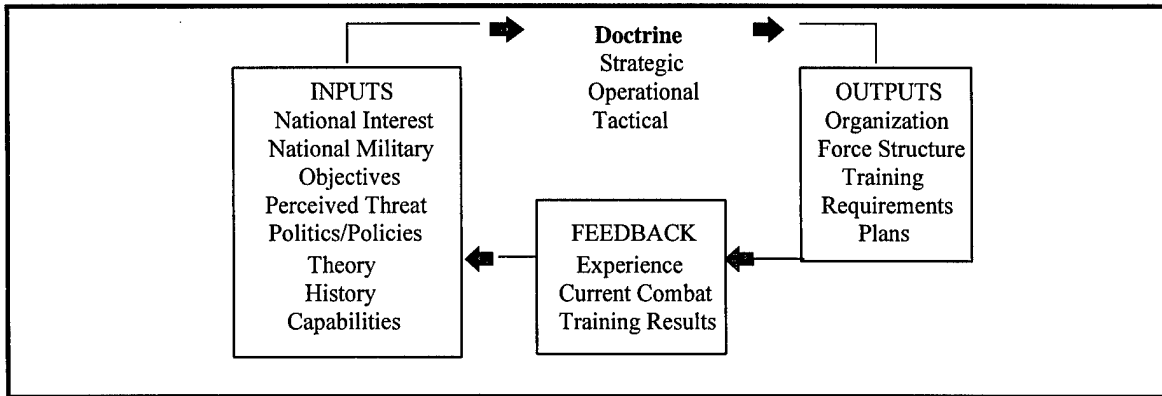 Doctrine
Strategic
Operational
Tactical
INPUTS
National Interest
National Military
Objectives
Perceived Threat
Politics/Policies
Theory
History
Capabilities
OUTPUTS
Organization
Force Structure
Training
Requirements
Plans
FEEDBACK
Experience
Current Combat
Training Results